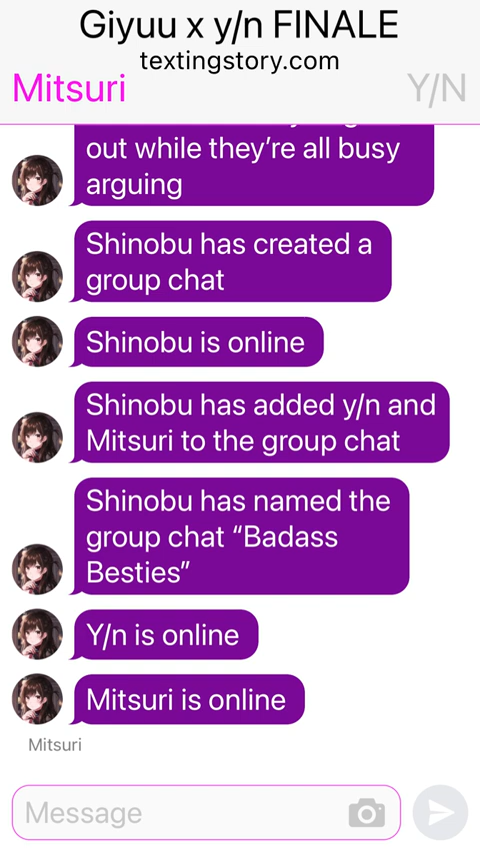 Giyuu x y/n FINALE
textingstory.com
Mitsuri Y/N
out while they’re all busy
arguing
Shinobu has created a
group chat
Shinobu is online
Shinobu has added y/n and
Mitsuri to the group chat
Shinobu has named the
group chat “Badass
Besties”
Y/n is online
Mitsuri is online
Mitsuri
Message